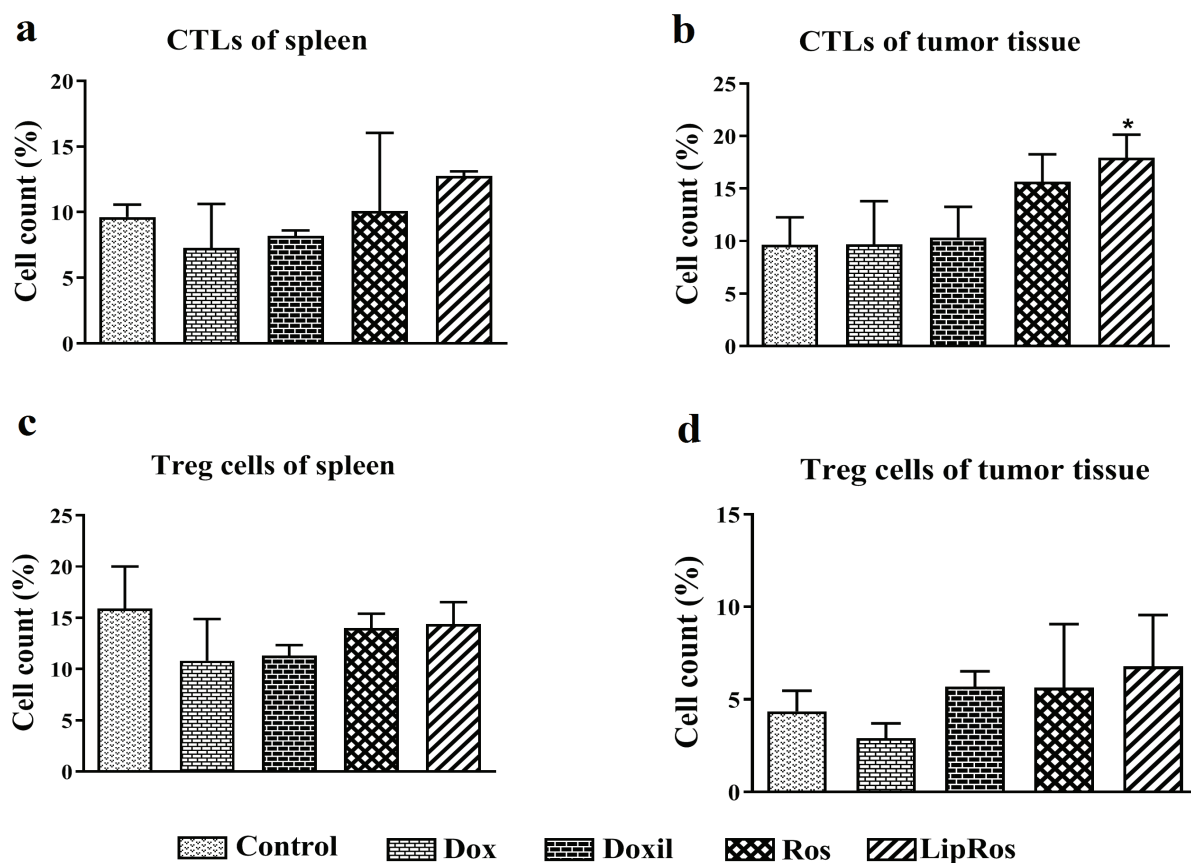 a
CTLs of spleen
Cell count (%)
20
15
10
5
0
b
CTLs of tumor tissue
Cell count (%)
25
20
15
10
5
0
*
c
Treg cells of spleen
Cell count (%)
25
20
15
10
5
0
d
Treg cells of tumor tissue
Cell count (%)
15
10
5
0
Control Dox Doxil Ros LipRos